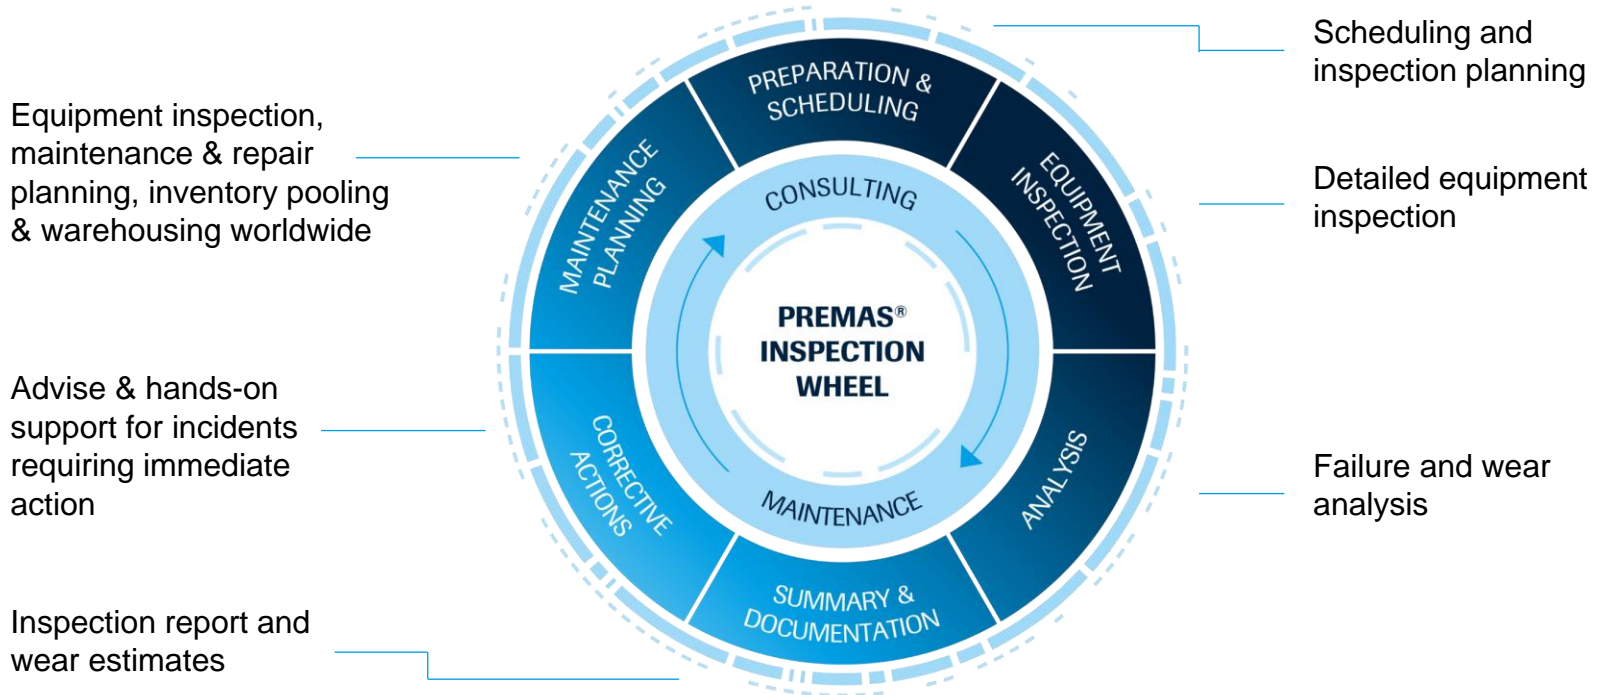 Scheduling and
inspection planning
Detailed equipment
inspection
Failure and wear
analysis
Inspection report and
wear estimates
Advise & hands-on
support for incidents
requiring immediate
action
Equipment inspection,
maintenance & repair
planning, inventory pooling
& warehousing worldwide
PREPARATION &
SCHEDULING
EQUIPMENT
INSPECTION
ANALYSIS
SUMMARY &
DOCUMENTATION
CORRECTIVE
ACTIONS
MAINTENANCE
PLANNING
CONSULTING
MAINTENANCE
PREMAS®
INSPECTION
WHEEL